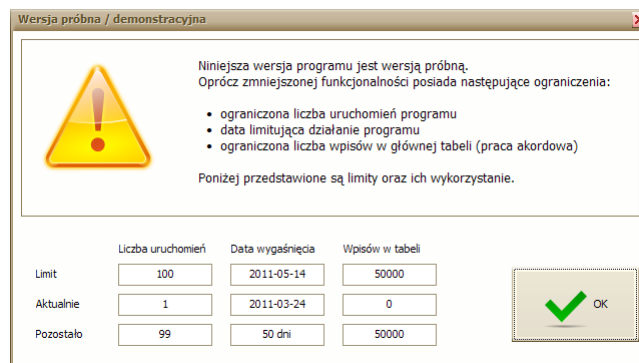 Wersja próbna / demonstracyjna
Niniejsza wersja programu jest wersją próbną.
Oprócz zmniejszonej funkcjonalności posiada następujące ograniczenia:
• ograniczona liczba uruchomień programu
• data limitująca działanie programu
• ograniczona liczba wpisów w głównej tabeli (praca akordowa)
Poniżej przedstawione są limity oraz ich wykorzystanie.
Liczba uruchomień Data wygaśnięcia Wpisów w tabeli
Limit 100 2011-05-14 50000
Aktualnie 1 2011-03-24 0
Pozostało 99 50 dni 50000
OK